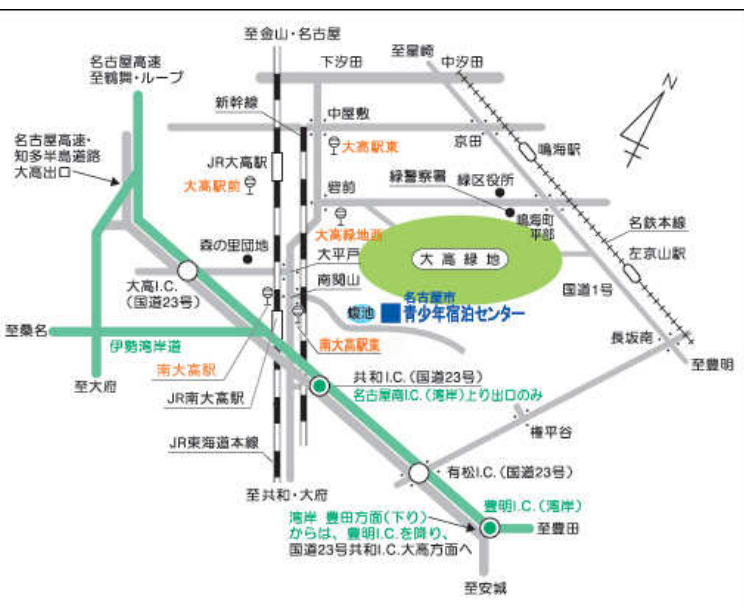 至金山・名古屋
至星崎
下汐田
中汐田
名古屋高速
至鶴舞・ループ
N
新幹線
中屋敷
名古屋高速・
知多半島道路
大高出口
大高駅東
京田
鳴海駅
JR大高駅
緑警察署
緑区役所
大高駅前
砦前
鳴海町
平部
名鉄本線
大高緑地西
森の里団地
大平戸
大高緑地
左京山駅
南関山
国道1号
大高I.C.
(国道23号)
名古屋市
青少年宿泊センター
至桑名
伊勢湾岸道
南大高駅東
長坂南
南大高駅
至豊明
至大府
共和I.C.(国道23号)
名古屋南I.C.(湾岸)上り出口のみ
JR南大高駅
権平谷
JR東海道本線
有松I.C.(国道23号)
至共和・大府
豊明I.C.(湾岸)
湾岸 豊田方面(下り)
からは、豊明I.C.を降り、
国道23号共和I.C.大高方面へ
至豊田
至安城